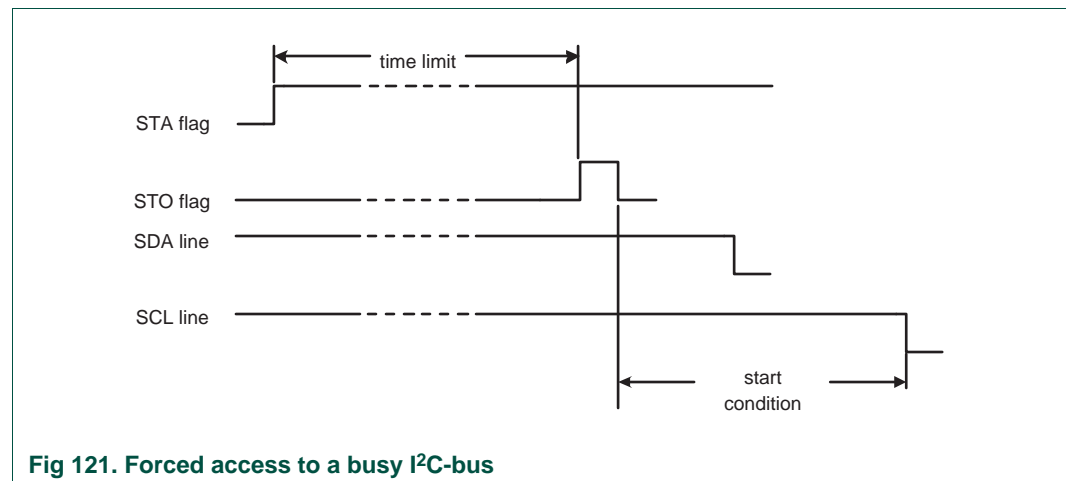 time limit
STA flag
STO flag
SDA line
SCL line
start
condition
Fig 121. Forced access to a busy I²C-bus